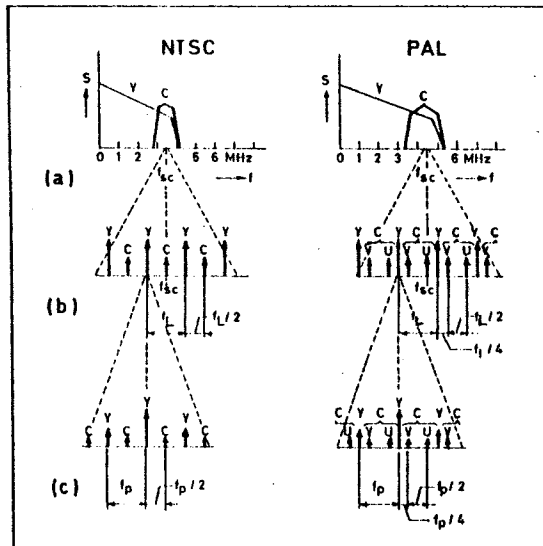 NTSC PAL
S Y C S Y C
0 1 2 3 5 6 MHz 0 1 2 3 6 MHz
(a) fsc f fsc f
Y C Y C Y C Y Y C Y C Y C Y C
V U V U V U V
fsc fsc
(b) fL fL/2 fL fL/2
fL/4
C Y C Y C Y C C Y C Y C Y C
U V U V U V
(c) fp fp/2 fp fp/2
fp/4